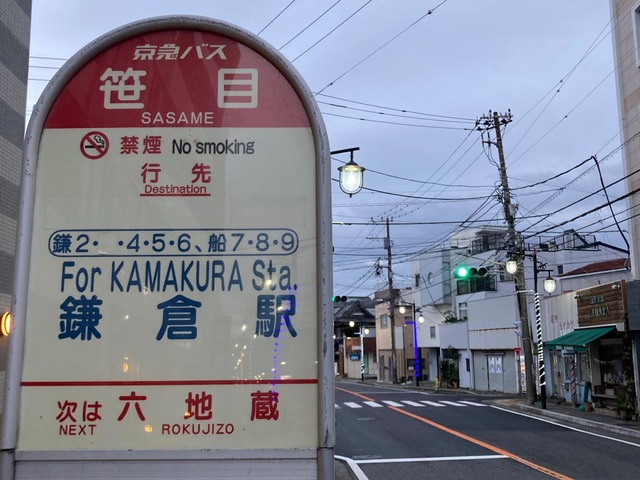 京急バス
笹目
SASAME
禁煙 No smoking
行先
Destination
鎌2・ ・4・5・6、船7・8・9
For KAMAKURA Sta.
鎌倉駅
次は 六地蔵
NEXT ROKUJIZO